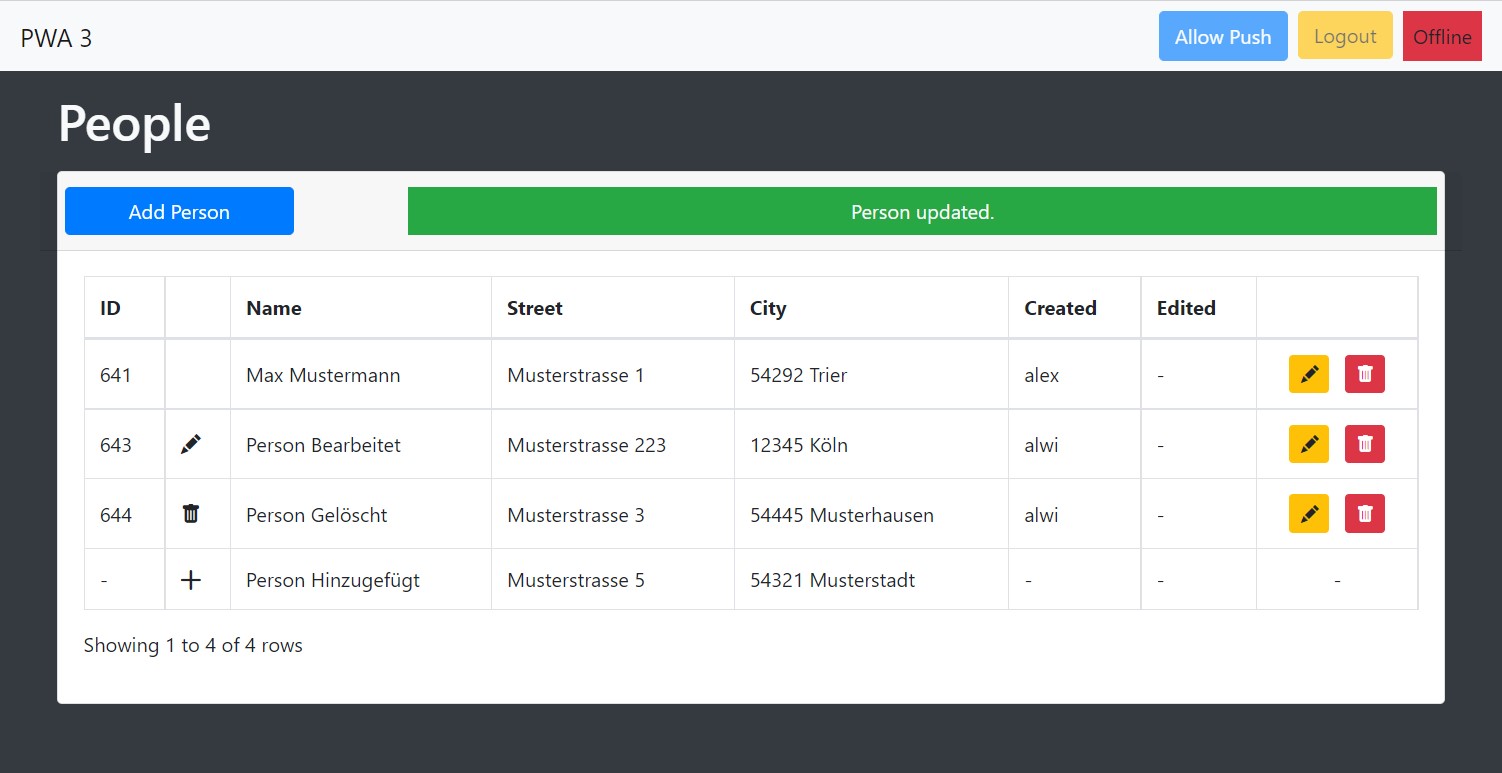 PWA 3 Allow Push Logout Offline
People
Add Person Person updated.
ID Name Street City Created Edited
641 Max Mustermann Musterstrasse 1 54292 Trier alex -
643 Person Bearbeitet Musterstrasse 223 12345 Köln alwi -
644 Person Gelöscht Musterstrasse 3 54445 Musterhausen alwi -
- Person Hinzugefügt Musterstrasse 5 54321 Musterstadt - - -
Showing 1 to 4 of 4 rows